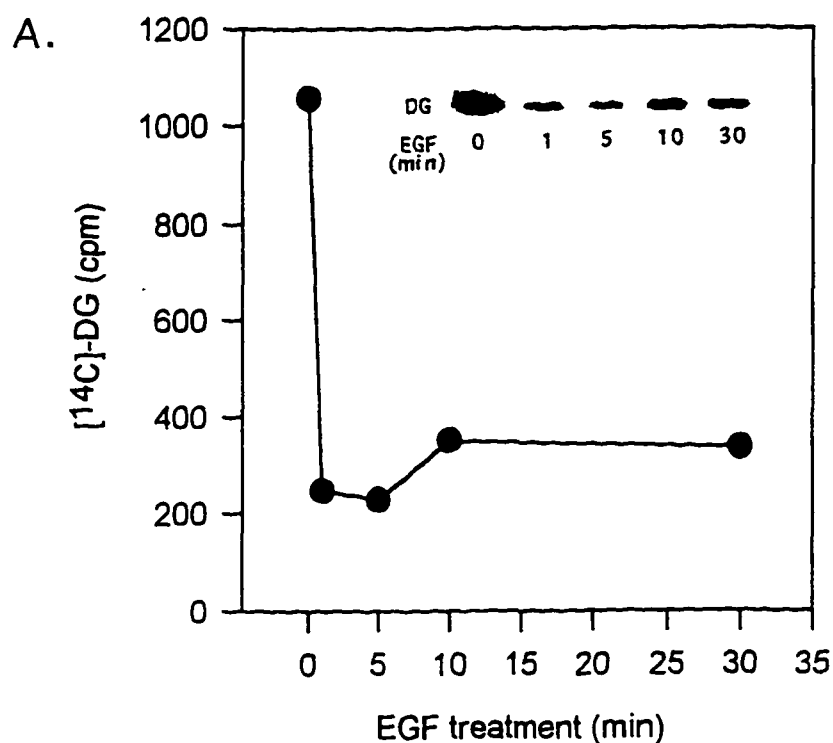 A.
1200
1000
800
600
400
200
0
[14C]-DG (cpm)
DG
EGF 0 1 5 10 30
(min)
0 5 10 15 20 25 30 35
EGF treatment (min)